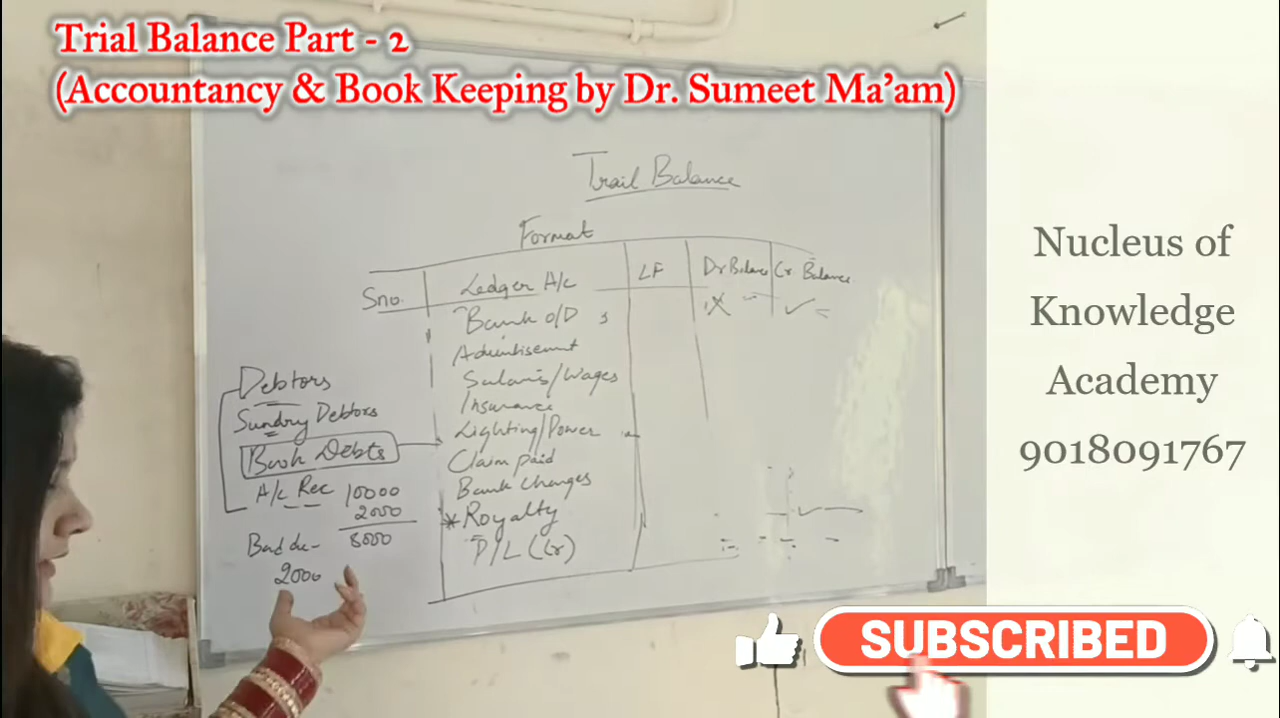 Trial Balance Part - 2
(Accountancy & Book Keeping by Dr. Sumeet Ma'am)
Trail Balance
Format
Sno. Ledger A/c LF Dr Balance Cr. Balance
Bank O/D
Advertisement
Salaries/Wages
Insurance
Lighting/Power
Claim paid
Bank Charges
* Royalty
P/L (Cr)
Debtors
Sundry Debtors
Book Debts
A/c Rec 10000
2000
8000
Bad de-
2000
Nucleus of
Knowledge
Academy
9018091767
SUBSCRIBED